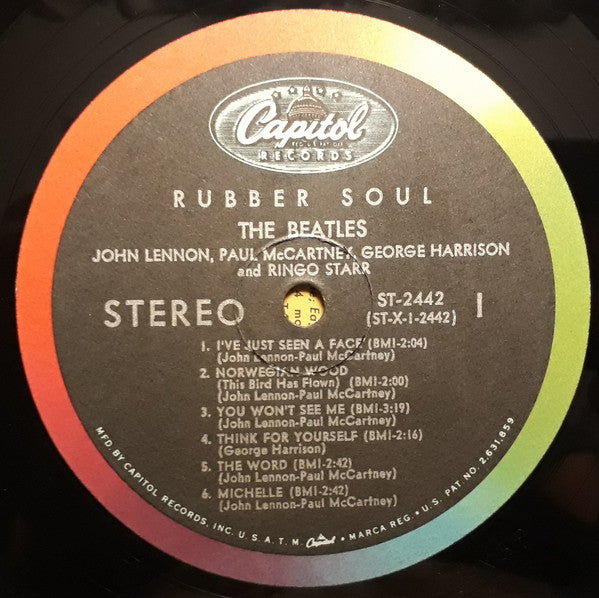 Capitol
RECORDS
RUBBER SOUL
THE BEATLES
JOHN LENNON, PAUL McCARTNEY, GEORGE HARRISON
and RINGO STARR
STEREO
ST-2442
(ST-X-1-2442)
1
1. I'VE JUST SEEN A FACE (BMI-2:04)
(John Lennon-Paul McCartney)
2. NORWEGIAN WOOD
(This Bird Has Flown) (BMI-2:00)
(John Lennon-Paul McCartney)
3. YOU WON'T SEE ME (BMI-3:19)
(John Lennon-Paul McCartney)
4. THINK FOR YOURSELF (BMI-2:16)
(George Harrison)
5. THE WORD (BMI-2:42)
(John Lennon-Paul McCartney)
6. MICHELLE (BMI-2:42)
(John Lennon-Paul McCartney)
MFD. BY CAPITOL RECORDS, INC. U.S.A. T.M. Capitol • MARCA REG. • U.S. PAT. NO. 2,631,859